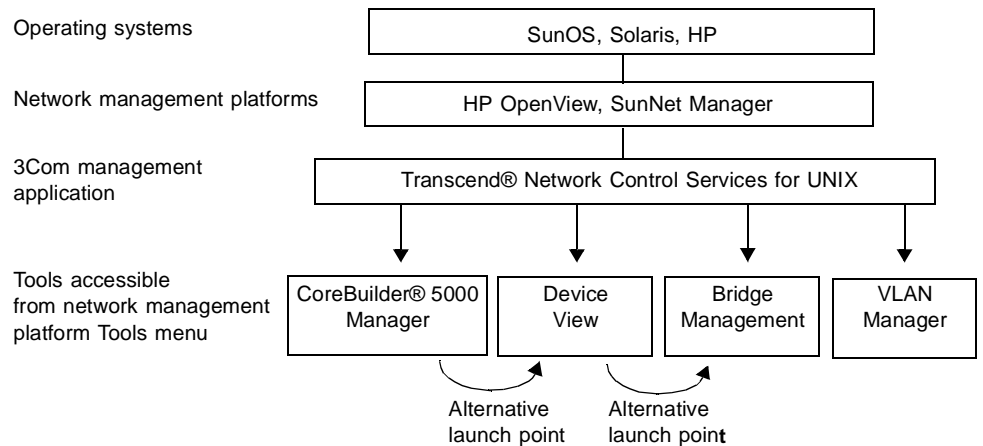 Operating systems
SunOS, Solaris, HP
Network management platforms
HP OpenView, SunNet Manager
3Com management
application
Transcend® Network Control Services for UNIX
Tools accessible
from network management
platform Tools menu
CoreBuilder® 5000
Manager
Device
View
Bridge
Management
VLAN
Manager
Alternative
launch point
Alternative
launch point